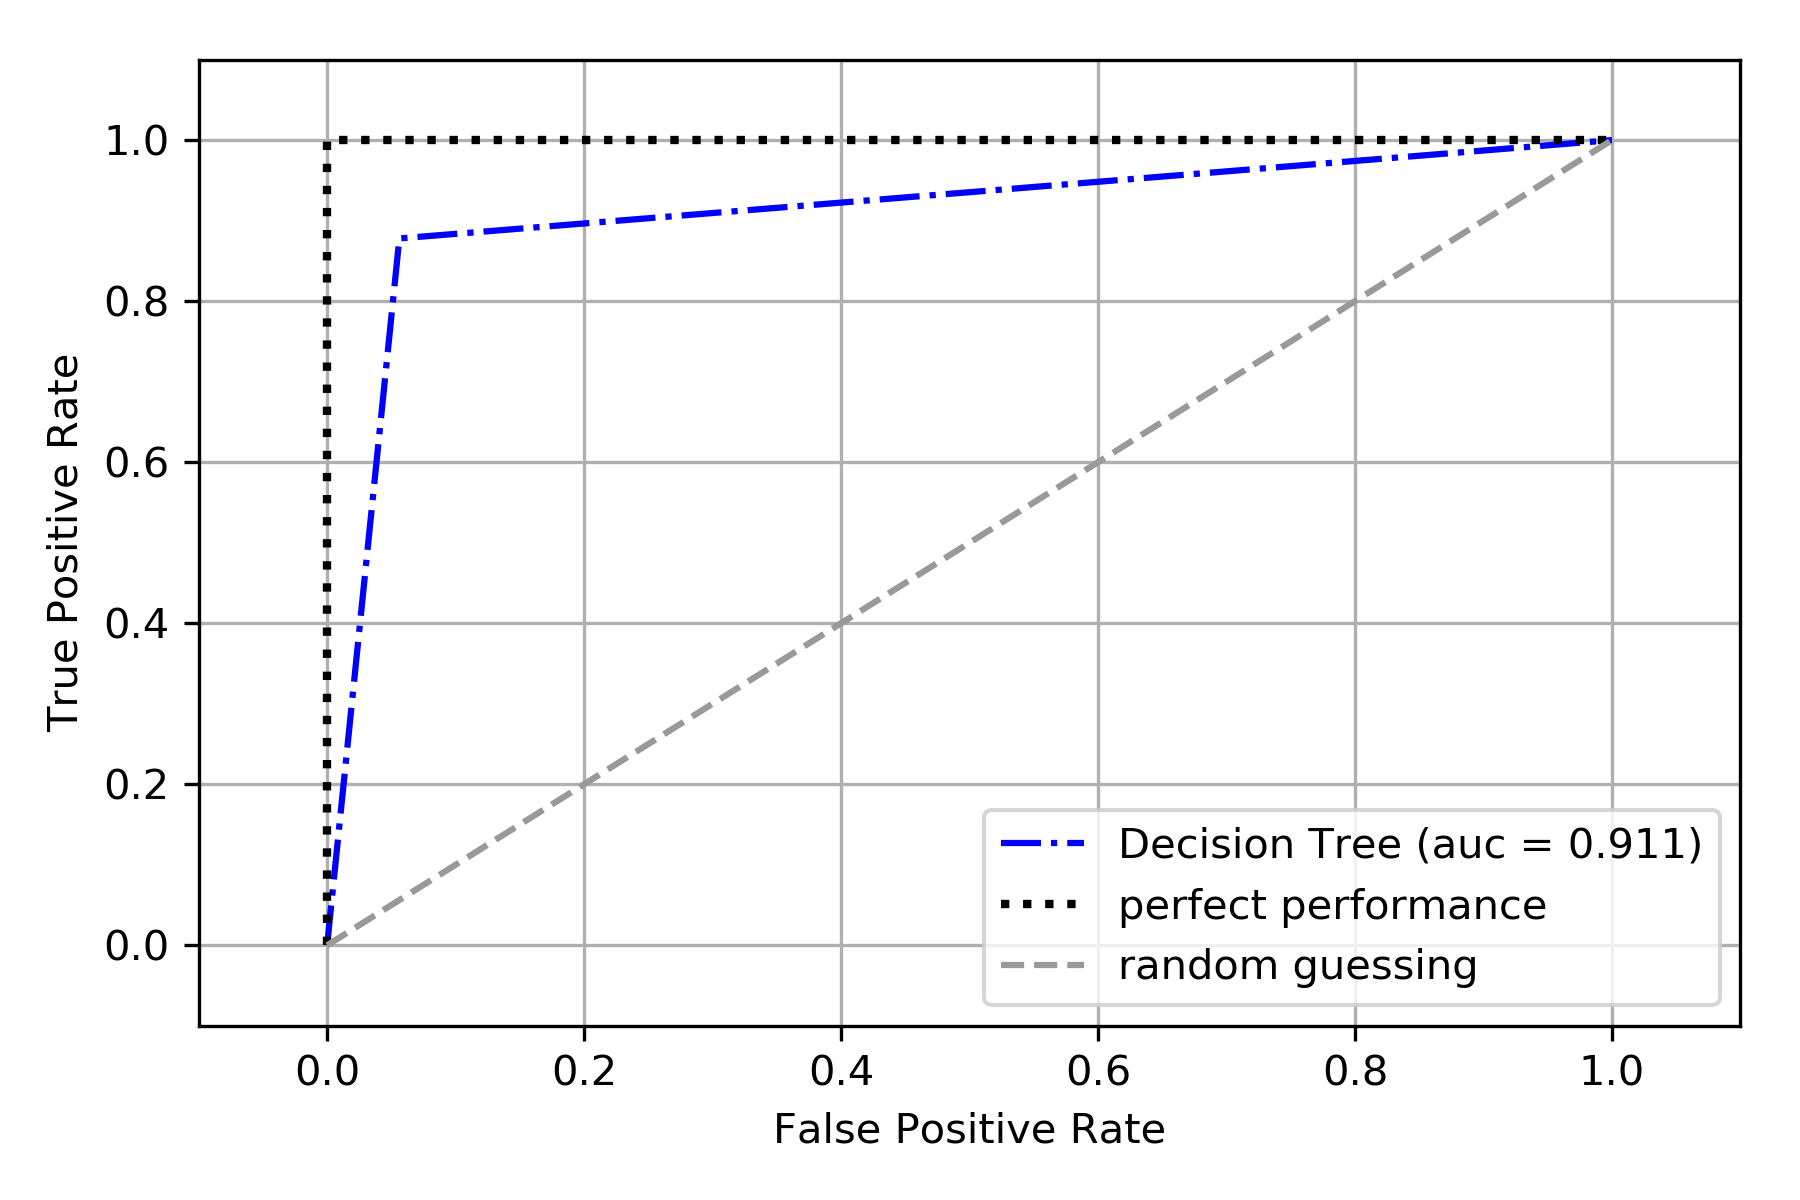 1.0
0.8
0.6
0.4
0.2
0.0
True Positive Rate
Decision Tree (auc = 0.911)
perfect performance
random guessing
0.0 0.2 0.4 0.6 0.8 1.0
False Positive Rate